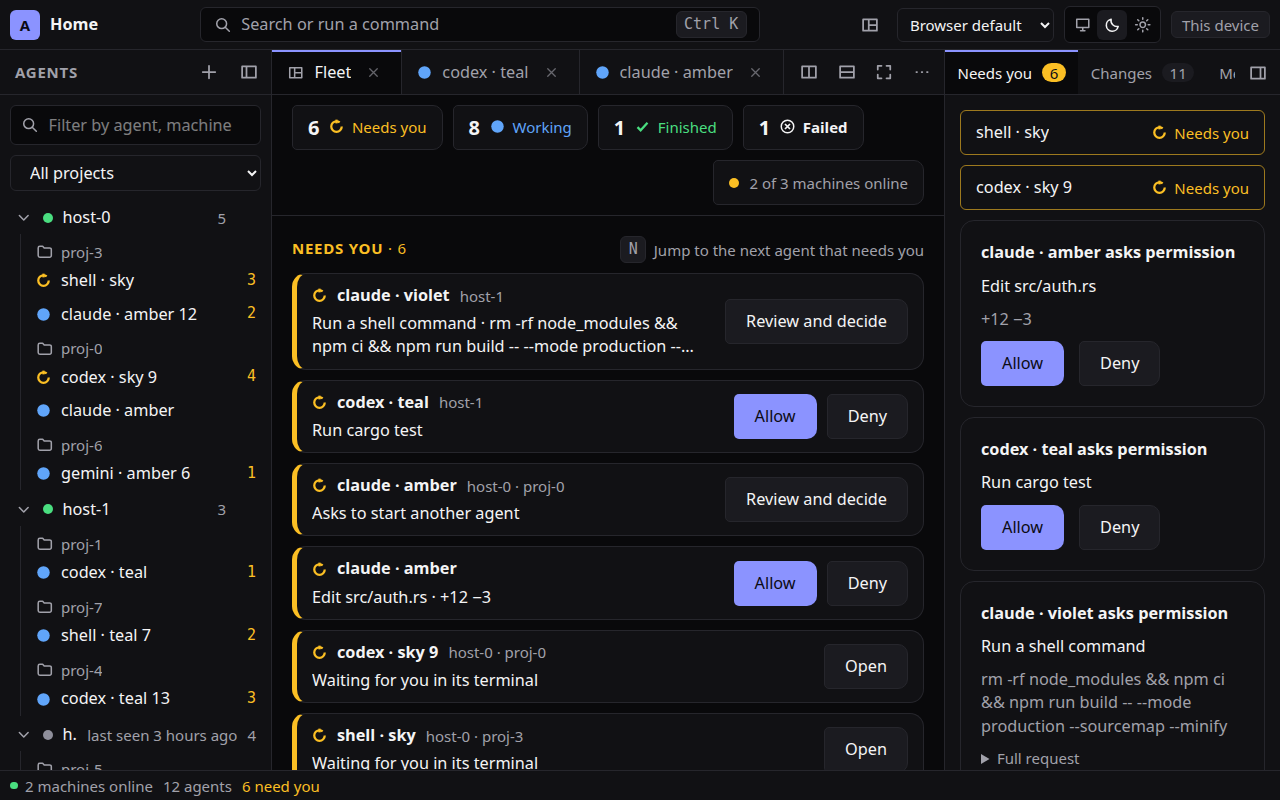 A Home
Search or run a command Ctrl K
Browser default
This device
AGENTS
Filter by agent, machine
All projects
host-0 5
proj-3
shell · sky 3
claude · amber 12 2
proj-0
codex · sky 9 4
claude · amber
proj-6
gemini · amber 6 1
host-1 3
proj-1
codex · teal 1
proj-7
shell · teal 7 2
proj-4
codex · teal 13 3
h. last seen 3 hours ago 4
proj-5
Fleet
codex · teal
claude · amber
6 Needs you
8 Working
1 Finished
1 Failed
2 of 3 machines online
NEEDS YOU · 6
N Jump to the next agent that needs you
claude · violet host-1
Run a shell command · rm -rf node_modules &&
npm ci && npm run build -- --mode production --…
Review and decide
codex · teal host-1
Run cargo test
Allow Deny
claude · amber host-0 · proj-0
Asks to start another agent
Review and decide
claude · amber
Edit src/auth.rs · +12 −3
Allow Deny
codex · sky 9 host-0 · proj-0
Waiting for you in its terminal
Open
shell · sky host-0 · proj-3
Waiting for you in its terminal
Open
Needs you 6
Changes 11
shell · sky Needs you
codex · sky 9 Needs you
claude · amber asks permission
Edit src/auth.rs
+12 −3
Allow Deny
codex · teal asks permission
Run cargo test
Allow Deny
claude · violet asks permission
Run a shell command
rm -rf node_modules && npm ci
&& npm run build -- --mode
production --sourcemap --minify
Full request
2 machines online 12 agents 6 need you